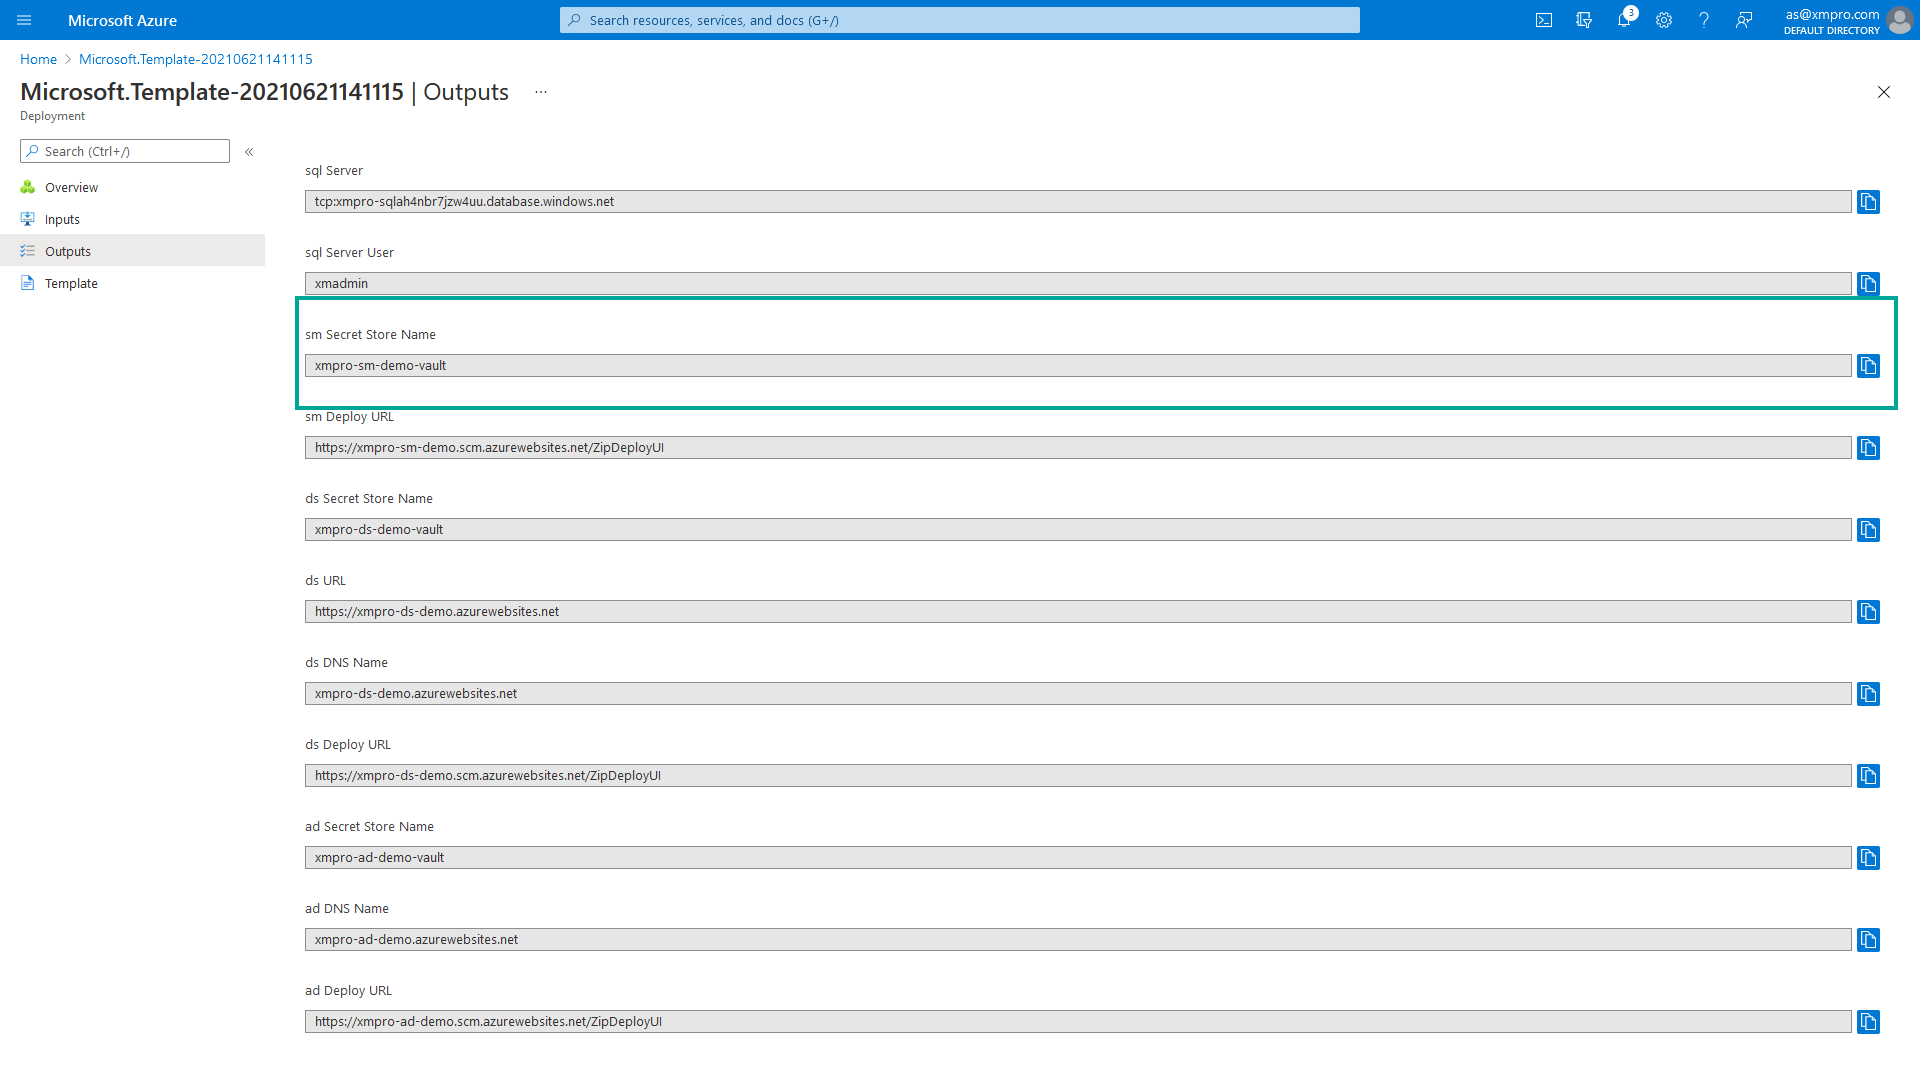 Microsoft Azure
Search resources, services, and docs (G+/)
3
as@xmpro.com
DEFAULT DIRECTORY
Home
Microsoft.Template-20210621141115
Microsoft.Template-20210621141115 | Outputs ...
Deployment
Search (Ctrl+/)
«
Overview
Inputs
Outputs
Template
sql Server
tcp:xmpro-sqlah4nbr7jzw4uu.database.windows.net
sql Server User
xmadmin
sm Secret Store Name
xmpro-sm-demo-vault
sm Deploy URL
https://xmpro-sm-demo.scm.azurewebsites.net/ZipDeployUI
ds Secret Store Name
xmpro-ds-demo-vault
ds URL
https://xmpro-ds-demo.azurewebsites.net
ds DNS Name
xmpro-ds-demo.azurewebsites.net
ds Deploy URL
https://xmpro-ds-demo.scm.azurewebsites.net/ZipDeployUI
ad Secret Store Name
xmpro-ad-demo-vault
ad DNS Name
xmpro-ad-demo.azurewebsites.net
ad Deploy URL
https://xmpro-ad-demo.scm.azurewebsites.net/ZipDeployUI